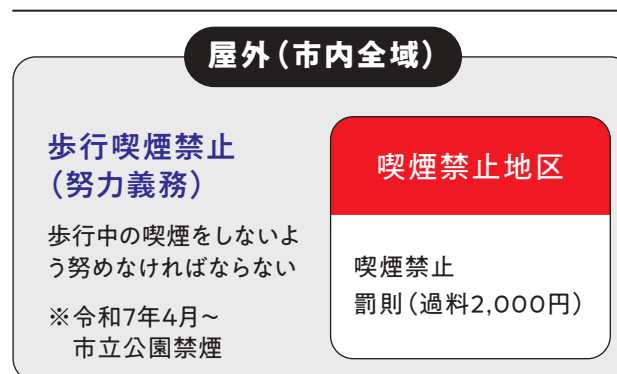 屋外(市内全域)
歩行喫煙禁止
(努力義務)
歩行中の喫煙をしないよ
う努めなければならない
※令和7年4月~
市立公園禁煙
喫煙禁止地区
喫煙禁止
罰則(過料2,000円)